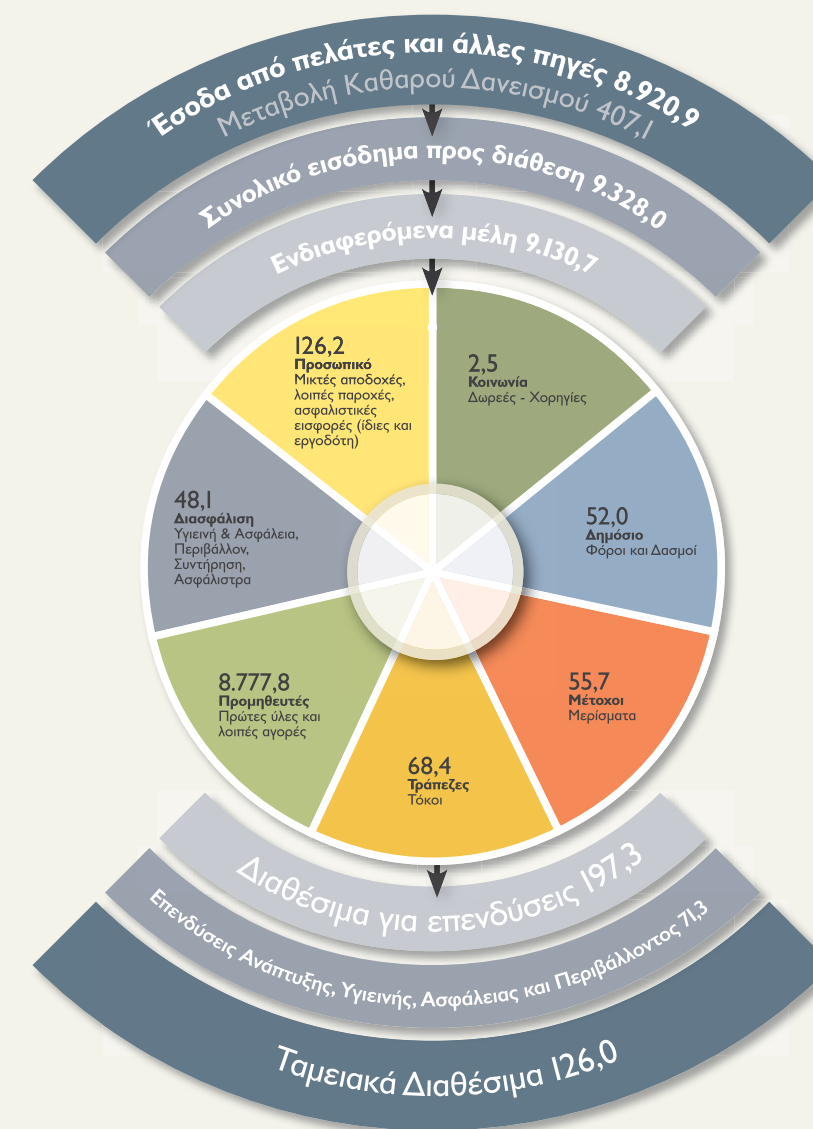 Έσοδα από πελάτες και άλλες πηγές 8.920,9
Μεταβολή Καθαρού Δανεισμού 407,1
Συνολικό εισόδημα προς διάθεση 9.328,0
Ενδιαφερόμενα μέλη 9.130,7
126,2
Προσωπικό
Μικτές αποδοχές,
λοιπές παροχές,
ασφαλιστικές
εισφορές (ίδιες και
εργοδότη)
2,5
Κοινωνία
Δωρεές - Χορηγίες
48,1
Διασφάλιση
Υγιεινή & Ασφάλεια,
Περιβάλλον,
Συντήρηση,
Ασφάλιστρα
52,0
Δημόσιο
Φόροι και Δασμοί
8.777,8
Προμηθευτές
Πρώτες ύλες και
λοιπές αγορές
55,7
Μέτοχοι
Μερίσματα
68,4
Τράπεζες
Τόκοι
Διαθέσιμα για επενδύσεις 197,3
Επενδύσεις Ανάπτυξης, Υγιεινής, Ασφάλειας και Περιβάλλοντος 71,3
Ταμειακά Διαθέσιμα 126,0